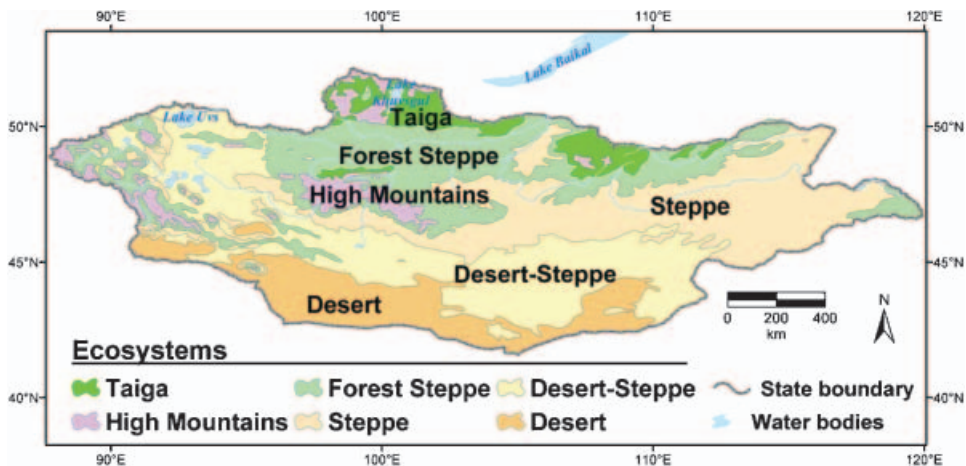 90°E 100°E 110°E 120°E
Lake Baikal
Lake Khuvsgul
Lake Uvs
Taiga
50°N 50°N
Forest Steppe
High Mountains
Steppe
45°N 45°N
Desert-Steppe
Desert
N
0 200 400
km
Ecosystems
Taiga Forest Steppe Desert-Steppe State boundary
40°N 40°N
High Mountains Steppe Desert Water bodies
90°E 100°E 110°E 120°E